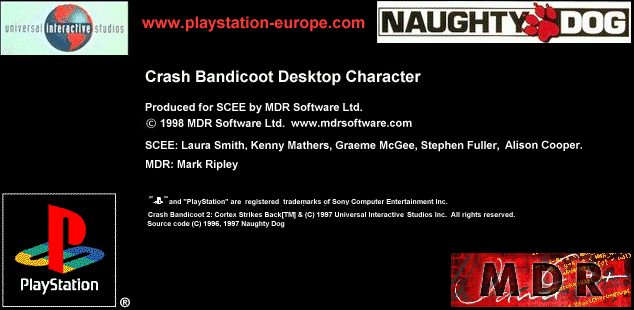 universal interactive studios
www.playstation-europe.com
NAUGHTY DOG
Crash Bandicoot Desktop Character
Produced for SCEE by MDR Software Ltd.
© 1998 MDR Software Ltd. www.mdrsoftware.com
SCEE: Laura Smith, Kenny Mathers, Graeme McGee, Stephen Fuller, Alison Cooper.
MDR: Mark Ripley
and "PlayStation" are registered trademarks of Sony Computer Entertainment Inc.
Crash Bandicoot 2: Cortex Strikes Back[TM] & (C) 1997 Universal Interactive Studios Inc. All rights reserved.
Source code (C) 1996, 1997 Naughty Dog
PlayStation
®
MDR